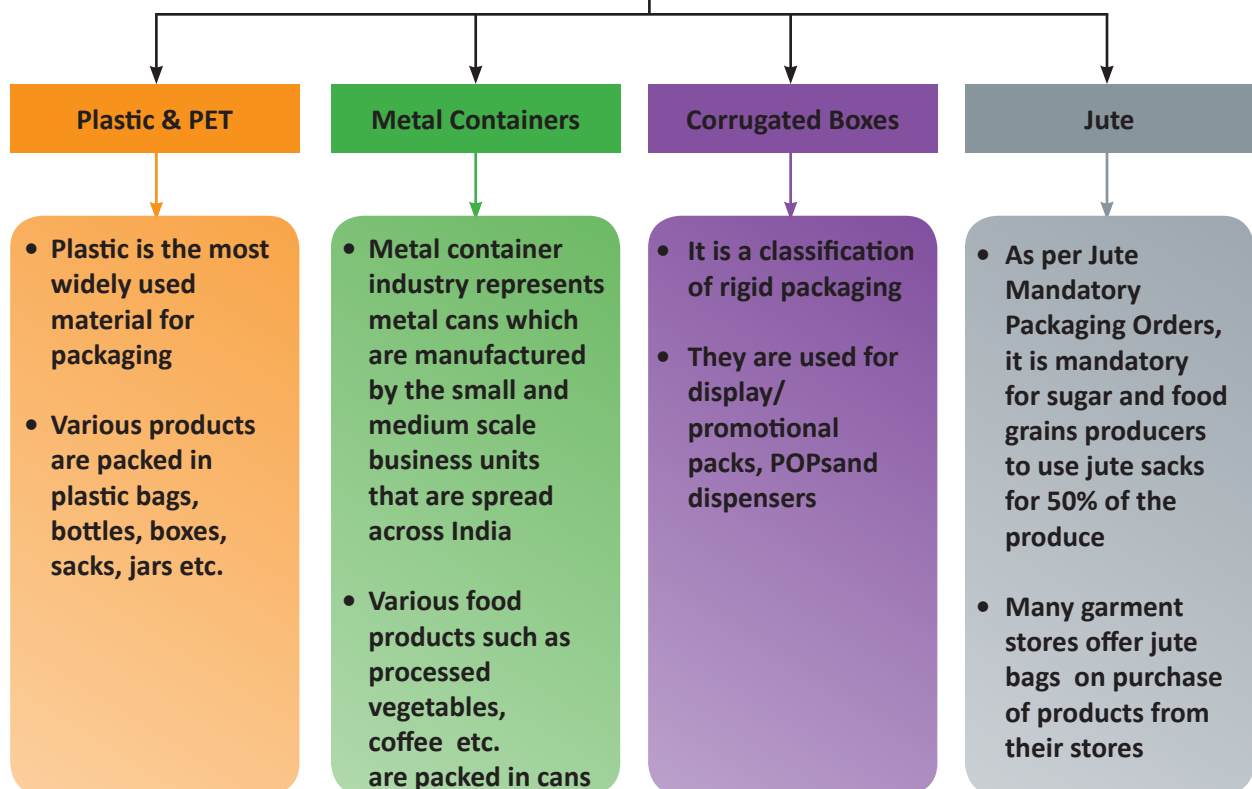 Plastic & PET
• Plastic is the most
widely used
material for
packaging
• Various products
are packed in
plastic bags,
bottles, boxes,
sacks, jars etc.
Metal Containers
• Metal container
industry represents
metal cans which
are manufactured
by the small and
medium scale
business units
that are spread
across India
• Various food
products such as
processed
vegetables,
coffee  etc.
are packed in cans
Corrugated Boxes
• It is a classification
of rigid packaging
• They are used for
display/
promotional
packs, POPsand
dispensers
Jute
• As per Jute
Mandatory
Packaging Orders,
it is mandatory
for sugar and food
grains producers
to use jute sacks
for 50% of the
produce
• Many garment
stores offer jute
bags  on purchase
of products from
their stores